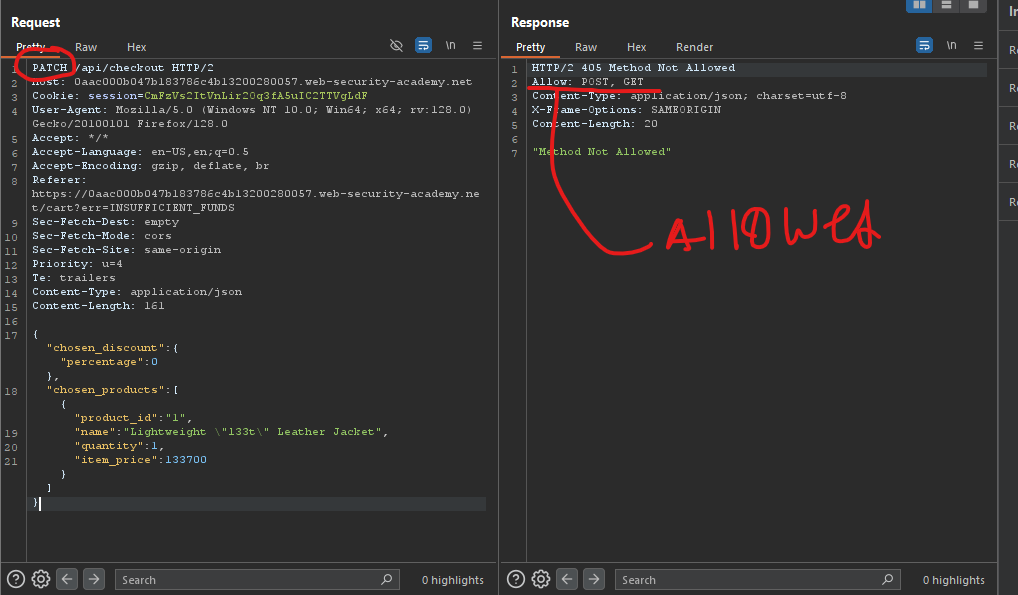 Request
Pretty Raw Hex
\n
1 PATCH /api/checkout HTTP/2
2 Host: 0aac000b047b183786c4b13200280057.web-security-academy.net
3 Cookie: session=CmFzVs2ItVnLir20q3fA5uIC2TTVgLdF
4 User-Agent: Mozilla/5.0 (Windows NT 10.0; Win64; x64; rv:128.0)
Gecko/20100101 Firefox/128.0
5 Accept: */*
6 Accept-Language: en-US,en;q=0.5
7 Accept-Encoding: gzip, deflate, br
8 Referer:
https://0aac000b047b183786c4b13200280057.web-security-academy.ne
t/cart?err=INSUFFICIENT_FUNDS
9 Sec-Fetch-Dest: empty
10 Sec-Fetch-Mode: cors
11 Sec-Fetch-Site: same-origin
12 Priority: u=4
13 Te: trailers
14 Content-Type: application/json
15 Content-Length: 161
16
17 {
"chosen_discount":{
"percentage":0
},
18 "chosen_products":[
{
"product_id":"1",
19 "name":"Lightweight \"l33t\" Leather Jacket",
20 "quantity":1,
21 "item_price":133700
}
]
}
Search
0 highlights
Response
Pretty Raw Hex Render
\n
1 HTTP/2 405 Method Not Allowed
2 Allow: POST, GET
3 Content-Type: application/json; charset=utf-8
4 X-Frame-Options: SAMEORIGIN
5 Content-Length: 20
6
7 "Method Not Allowed"
Allowed
Search
0 highlights
In